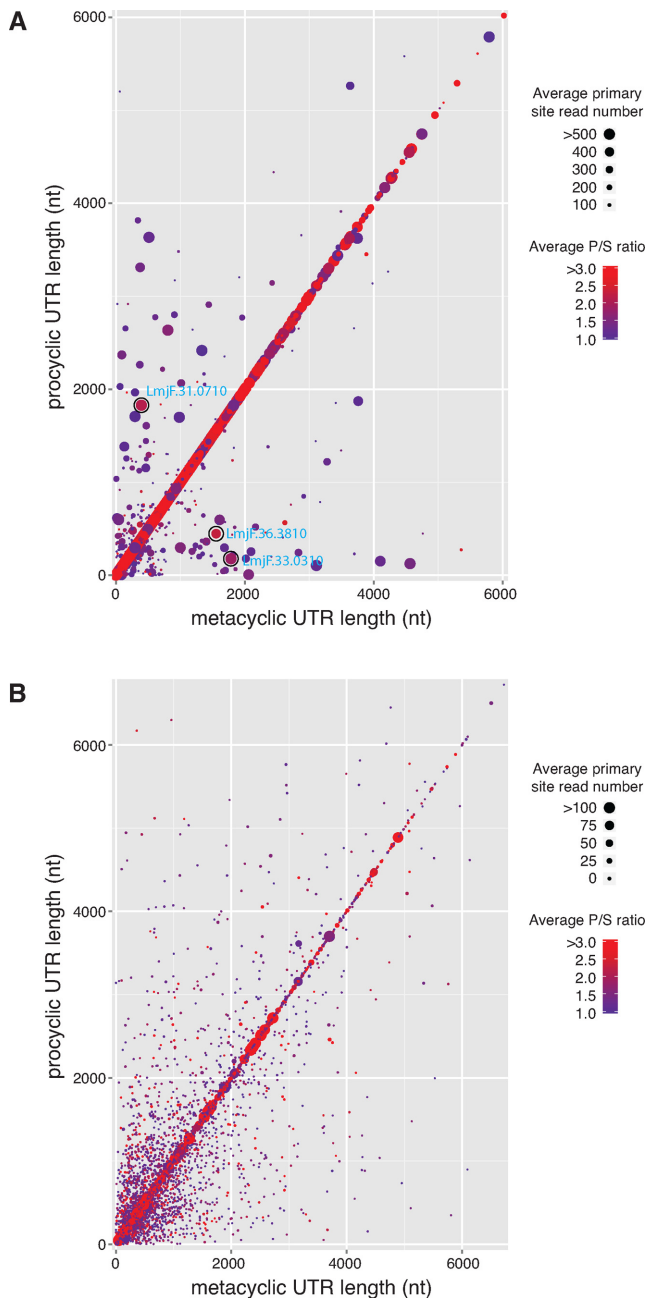 A
6000
4000
2000
0
procyclic UTR length (nt)
LmjF.31.0710
LmjF.36.3810
LmjF.33.0310
0
2000
4000
6000
metacyclic UTR length (nt)
Average primary
site read number
>500
400
300
200
100
Average P/S ratio
>3.0
2.5
2.0
1.5
1.0
B
6000
4000
2000
0
procyclic UTR length (nt)
0
2000
4000
6000
metacyclic UTR length (nt)
Average primary
site read number
>100
75
50
25
0
Average P/S ratio
>3.0
2.5
2.0
1.5
1.0